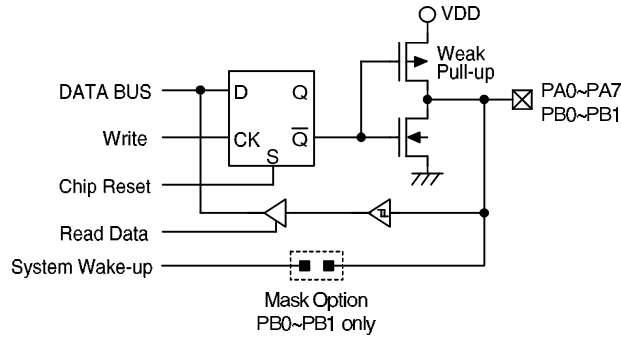 VDD
Weak
Pull-up
DATA BUS
D
Q
PA0~PA7
PB0~PB1
Write
CK
Q
S
Chip Reset
Read Data
System Wake-up
Mask Option
PB0~PB1 only